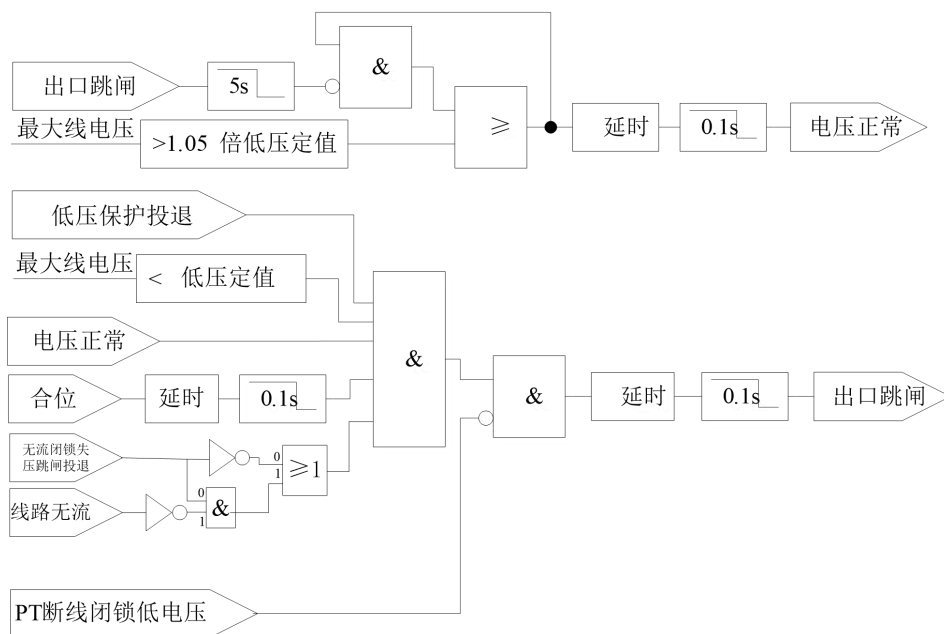 &
出口跳闸
5s
最大线电压
>1.05 倍低压定值
≥
延时
0.1s
电压正常
低压保护投退
最大线电压
< 低压定值
电压正常
&
合位
延时
0.1s
&
延时
0.1s
出口跳闸
无流闭锁失
压跳闸投退
0
1
≥1
线路无流
0
1
&
PT断线闭锁低电压